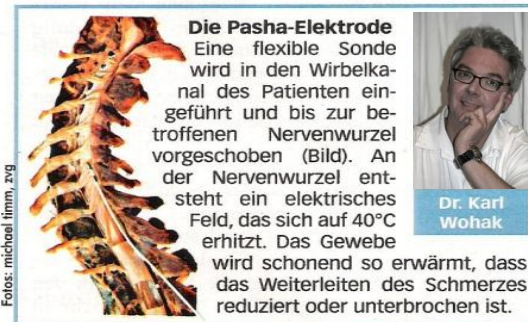 Die Pasha-Elektrode
Eine flexible Sonde
wird in den Wirbelka-
nal des Patienten ein-
geführt und bis zur be-
troffenen Nervenwurzel
vorgeschoben (Bild). An
der Nervenwurzel ent-
steht ein elektrisches
Feld, das sich auf 40°C
erhitzt. Das Gewebe
wird schonend so erwärmt, dass
das Weiterleiten des Schmerzes
reduziert oder unterbrochen ist.
Dr. Karl
Wohak
Fotos: michael timm, zvg